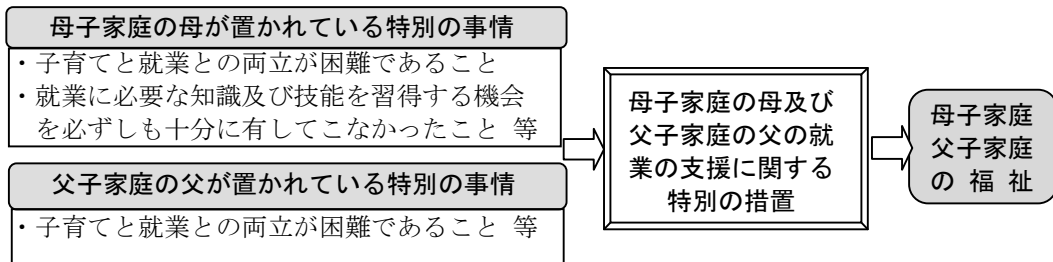 母子家庭の母が置かれている特別の事情
・子育てと就業との両立が困難であること
・就業に必要な知識及び技能を習得する機会
を必ずしも十分に有してこなかったこと 等
父子家庭の父が置かれている特別の事情
・子育てと就業との両立が困難であること 等
母子家庭の母及び
父子家庭の父の就
業の支援に関する
特別の措置
母子家庭
父子家庭
の 福 祉